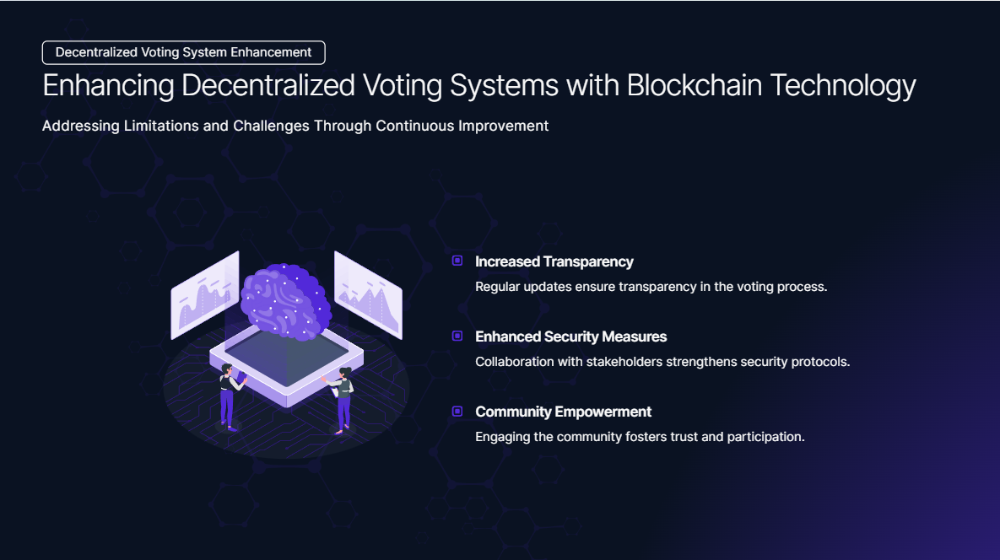 Decentralized Voting System Enhancement
Enhancing Decentralized Voting Systems with Blockchain Technology
Addressing Limitations and Challenges Through Continuous Improvement
Increased Transparency
Regular updates ensure transparency in the voting process.
Enhanced Security Measures
Collaboration with stakeholders strengthens security protocols.
Community Empowerment
Engaging the community fosters trust and participation.